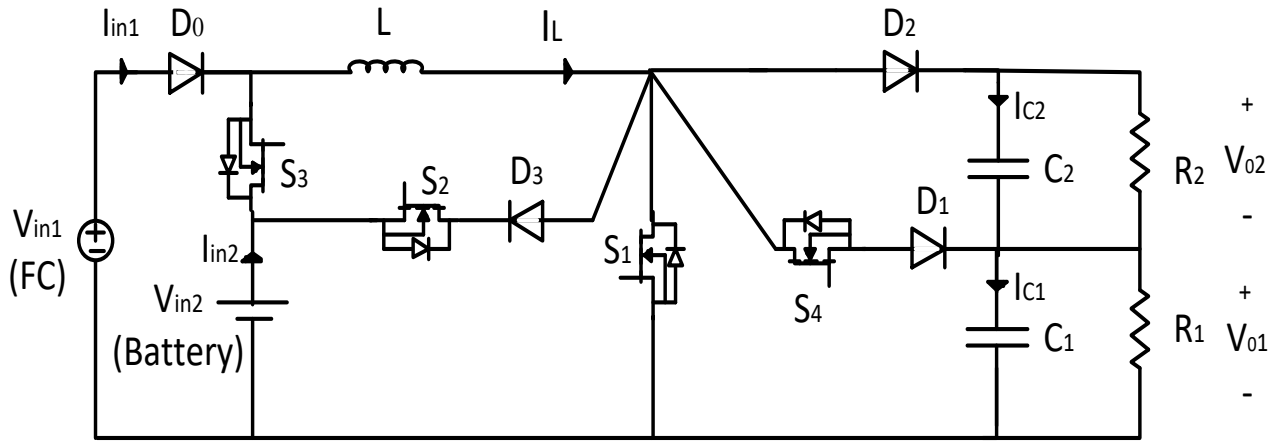 Iin1
D0
L
IL
D2
IC2
+
S3
S2
D3
C2
R2
V02
Vin1
(FC)
Iin2
S1
D1
-
Vin2
(Battery)
S4
IC1
+
C1
R1
V01
-